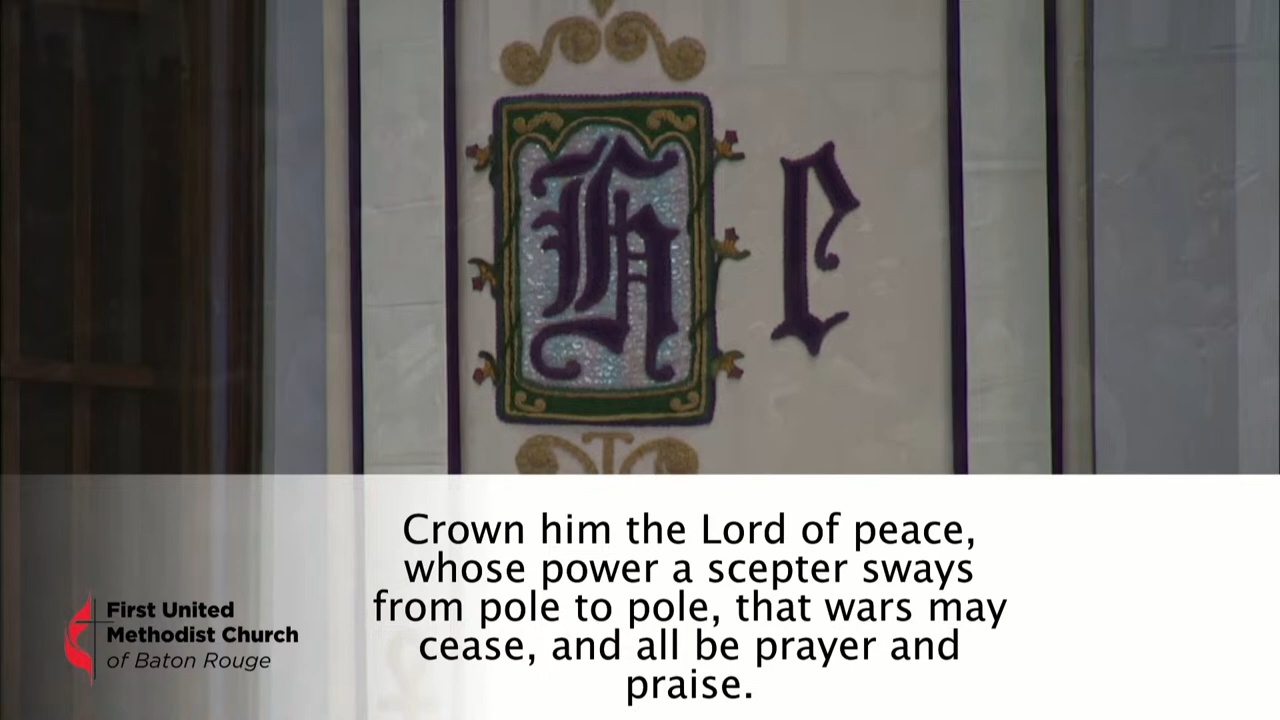 He
Crown him the Lord of peace,
whose power a scepter sways
from pole to pole, that wars may
cease, and all be prayer and
praise.
First United
Methodist Church
of Baton Rouge